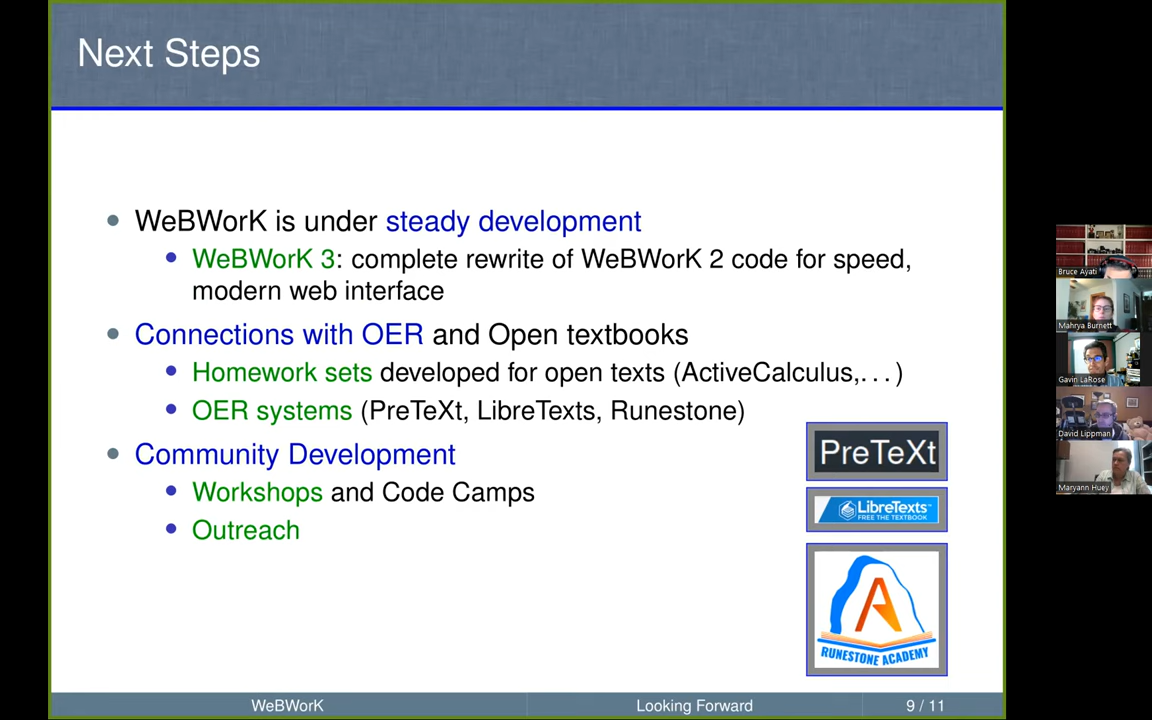 Next Steps
WeBWorK is under steady development
WeBWorK 3: complete rewrite of WeBWorK 2 code for speed,
modern web interface
Connections with OER and Open textbooks
Homework sets developed for open texts (ActiveCalculus,. . . )
OER systems (PreTeXt, LibreTexts, Runestone)
Community Development
Workshops and Code Camps
Outreach
PreTeXt
LibreTexts™
FREE THE TEXTBOOK
RUNESTONE ACADEMY
WeBWorK
Looking Forward
9 / 11
Bruce Ayati
Mahrya Burnett
Gavin LaRose
David Lippman
Maryann Huey